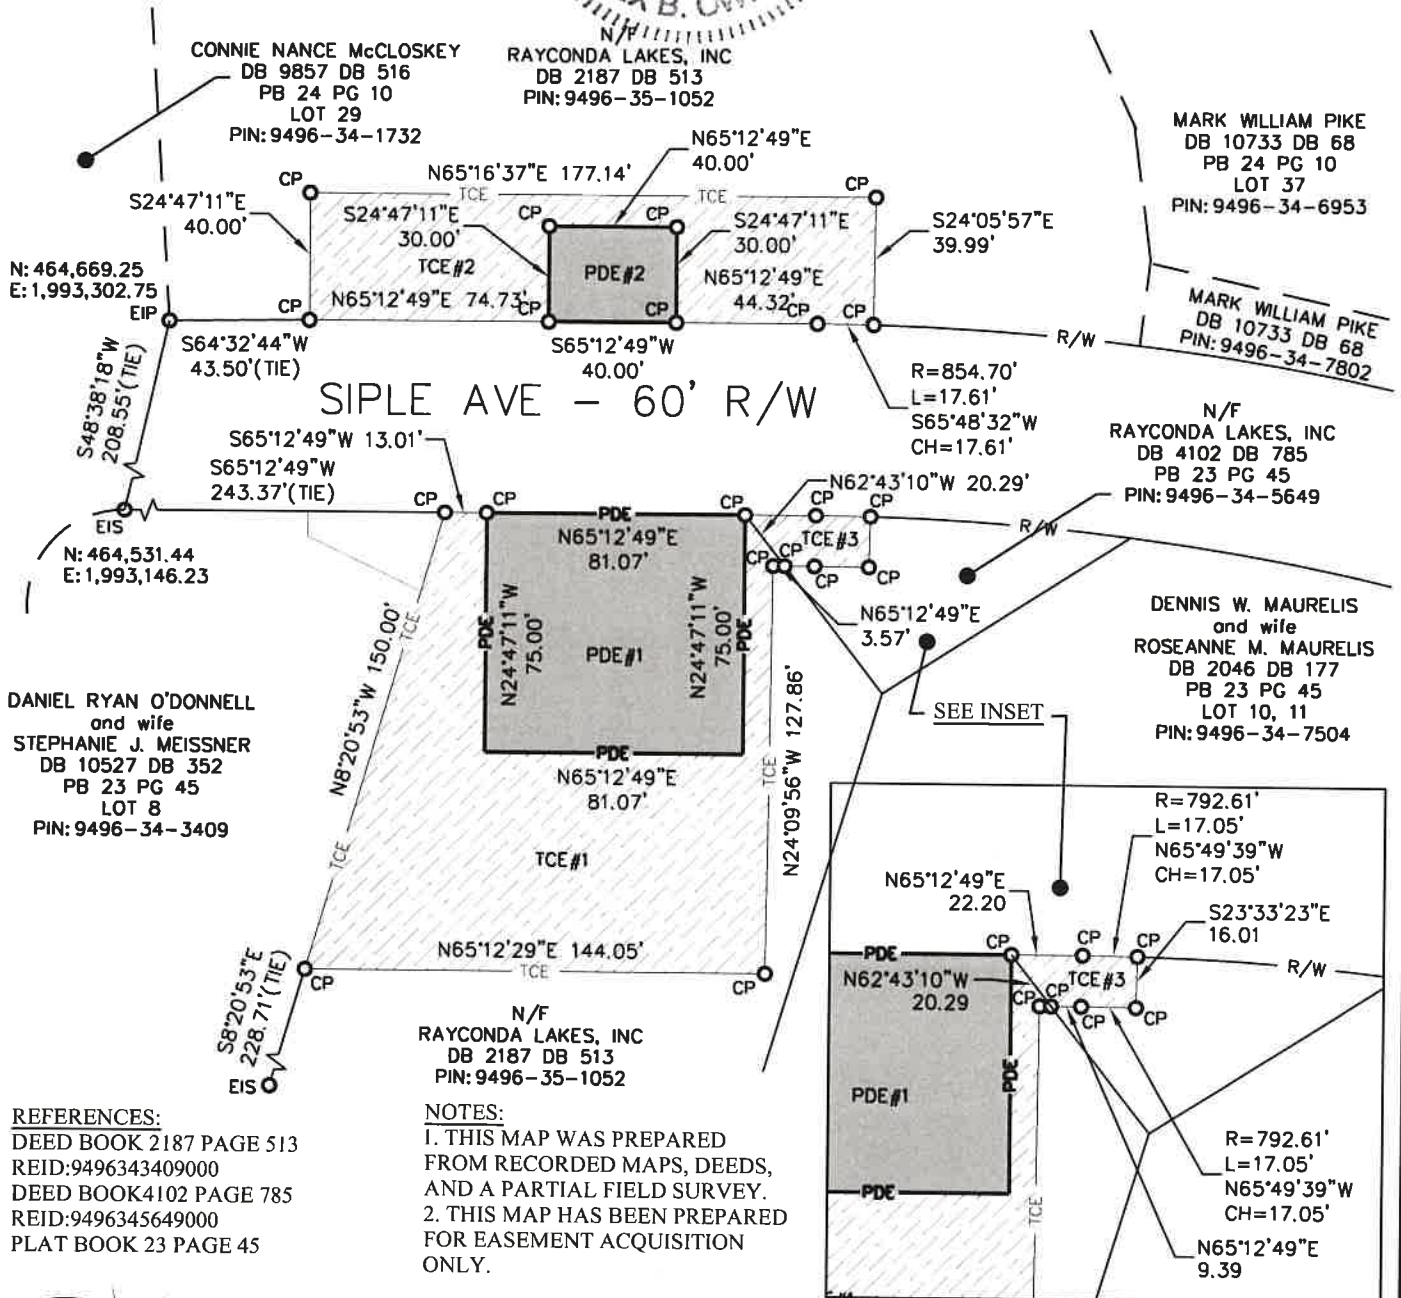 N/F
RAYCONDA LAKES, INC
DB 2187 DB 513
PIN: 9496-35-1052
CONNIE NANCE McCLOSKEY
DB 9857 DB 516
PB 24 PG 10
LOT 29
PIN: 9496-34-1732
MARK WILLIAM PIKE
DB 10733 DB 68
PB 24 PG 10
LOT 37
PIN: 9496-34-6953
N65°12'49"E
40.00'
N65°16'37"E 177.14'
TCE
TCE
CP
CP
S24°47'11"E
40.00'
S24°47'11"E
30.00'
CP
CP
S24°47'11"E
30.00'
S24°05'57"E
39.99'
TCE#2
PDE#2
N: 464,669.25
E: 1,993,302.75
EIP
CP
N65°12'49"E 74.73'
CP
CP
N65°12'49"E
44.32'
CP
CP
MARK WILLIAM PIKE
DB 10733 DB 68
PIN: 9496-34-7802
R/W
S64°32'44"W
43.50'(TIE)
S65°12'49"W
40.00'
R=854.70'
L=17.61'
S65°48'32"W
CH=17.61'
S48°38'18"W
208.55'(TIE)
SIPLE AVE - 60' R/W
N/F
RAYCONDA LAKES, INC
DB 4102 DB 785
PB 23 PG 45
PIN: 9496-34-5649
S65°12'49"W 13.01'
S65°12'49"W
243.37'(TIE)
N62°43'10"W 20.29'
EIS
CP
CP
PDE
CP
CP
CP
R/W
N: 464,531.44
E: 1,993,146.23
N65°12'49"E
81.07'
TCE#3
CP
CP
CP
CP
N65°12'49"E
3.57'
N8°20'53"W 150.00'
TCE
TCE
PDE
N24°47'11"W
75.00'
PDE#1
N24°47'11"W
75.00'
PDE
N24°09'56"W 127.86'
TCE
DENNIS W. MAURELIS
and wife
ROSEANNE M. MAURELIS
DB 2046 DB 177
PB 23 PG 45
LOT 10, 11
PIN: 9496-34-7504
SEE INSET
DANIEL RYAN O'DONNELL
and wife
STEPHANIE J. MEISSNER
DB 10527 DB 352
PB 23 PG 45
LOT 8
PIN: 9496-34-3409
PDE
N65°12'49"E
81.07'
TCE#1
N65°12'29"E 144.05'
TCE
CP
CP
S8°20'53"E
228.71'(TIE)
EIS
N/F
RAYCONDA LAKES, INC
DB 2187 DB 513
PIN: 9496-35-1052
R=792.61'
L=17.05'
N65°49'39"W
CH=17.05'
N65°12'49"E
22.20
S23°33'23"E
16.01
PDE
CP
CP
CP
R/W
N62°43'10"W
20.29
TCE#3
CP
CP
CP
CP
PDE
PDE#1
PDE
TCE
R=792.61'
L=17.05'
N65°49'39"W
CH=17.05'
N65°12'49"E
9.39
REFERENCES:
DEED BOOK 2187 PAGE 513
REID:9496343409000
DEED BOOK4102 PAGE 785
REID:9496345649000
PLAT BOOK 23 PAGE 45
NOTES:
1. THIS MAP WAS PREPARED
FROM RECORDED MAPS, DEEDS,
AND A PARTIAL FIELD SURVEY.
2. THIS MAP HAS BEEN PREPARED
FOR EASEMENT ACQUISITION
ONLY.